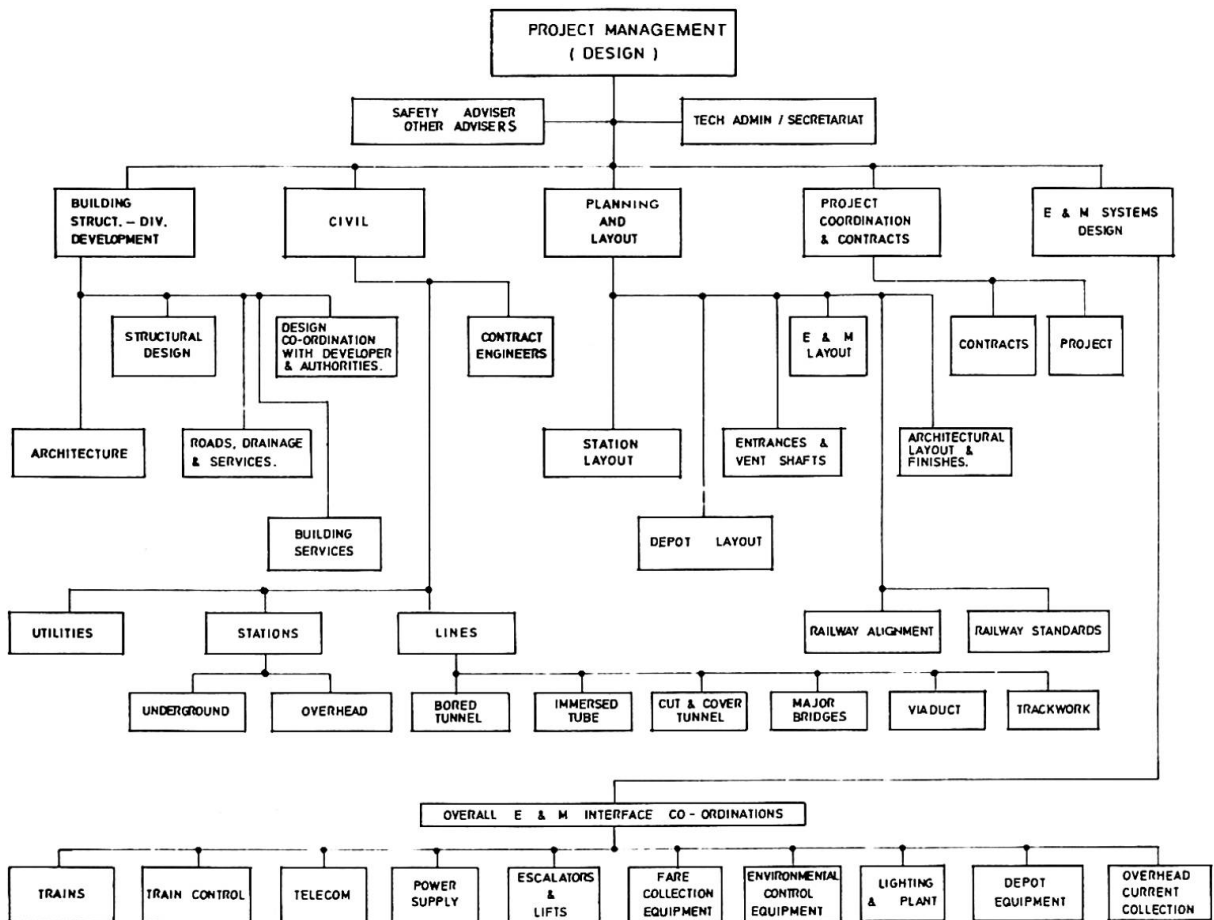 PROJECT MANAGEMENT
( DESIGN )
SAFETY ADVISER
OTHER ADVISERS
TECH ADMIN / SECRETARIAT
BUILDING
STRUCT. – DIV.
DEVELOPMENT
CIVIL
PLANNING
AND
LAYOUT
PROJECT
COORDINATION
& CONTRACTS
E & M SYSTEMS
DESIGN
STRUCTURAL
DESIGN
DESIGN
CO-ORDINATION
WITH DEVELOPER
& AUTHORITIES.
CONTRACT
ENGINEERS
E & M
LAYOUT
CONTRACTS
PROJECT
ARCHITECTURE
ROADS, DRAINAGE
& SERVICES.
STATION
LAYOUT
ENTRANCES &
VENT SHAFTS
ARCHITECTURAL
LAYOUT &
FINISHES.
BUILDING
SERVICES
DEPOT LAYOUT
UTILITIES
STATIONS
LINES
RAILWAY ALIGNMENT
RAILWAY STANDARDS
UNDERGROUND
OVERHEAD
BORED
TUNNEL
IMMERSED
TUBE
CUT & COVER
TUNNEL
MAJOR
BRIDGES
VIADUCT
TRACKWORK
OVERALL E & M INTERFACE CO-ORDINATIONS
TRAINS
TRAIN CONTROL
TELECOM
POWER
SUPPLY
ESCALATORS
&
LIFTS
FARE
COLLECTION
EQUIPMENT
ENVIRONMENTAL
CONTROL
EQUIPMENT
LIGHTING
& PLANT
DEPOT
EQUIPMENT
OVERHEAD
CURRENT
COLLECTION